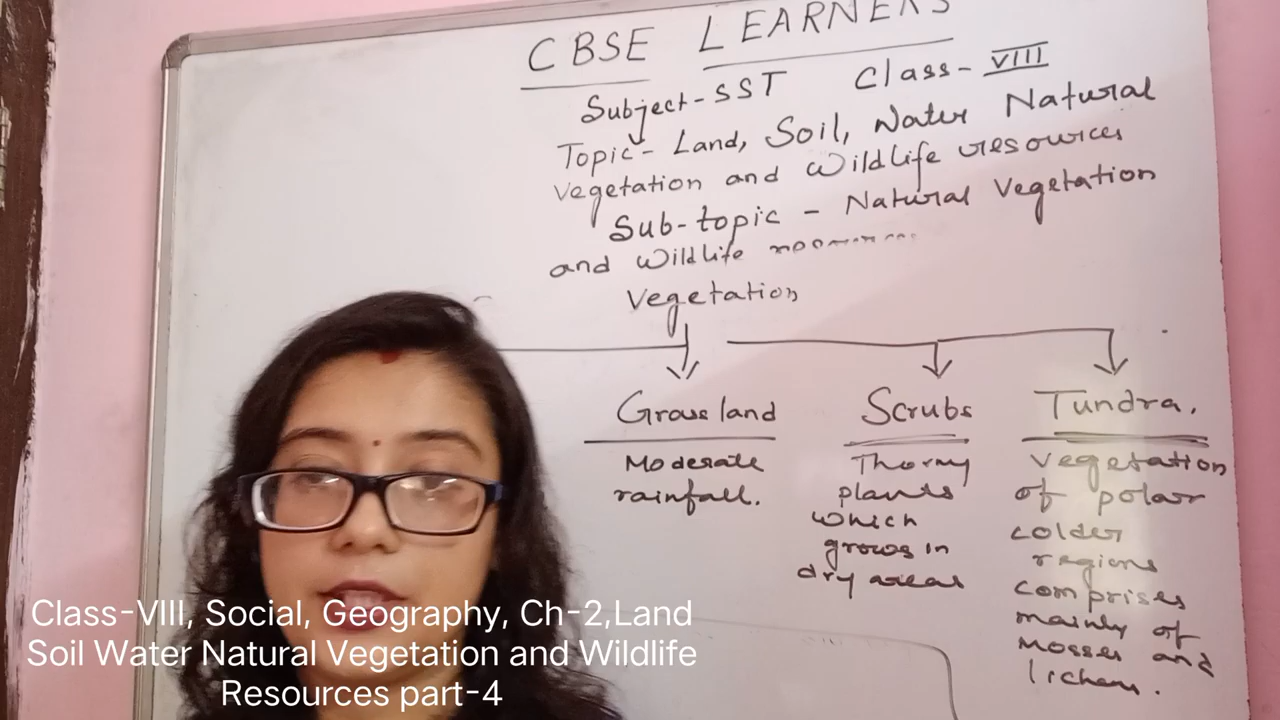 CBSE LEARNERS
Subject-SST Class-VIII
Topic- Land, Soil, Water Natural
Vegetation and Wildlife resources
Sub-topic - Natural Vegetation
and Wildlife
Vegetation
Grassland
Moderate
rainfall.
Scrubs
Thorny
plants
which
grows in
dry areas
Tundra.
Vegetation
of polar
colder
regions
comprises
mainly of
Mosses and
lichens.
Class-VIII, Social, Geography, Ch-2,Land
Soil Water Natural Vegetation and Wildlife
Resources part-4